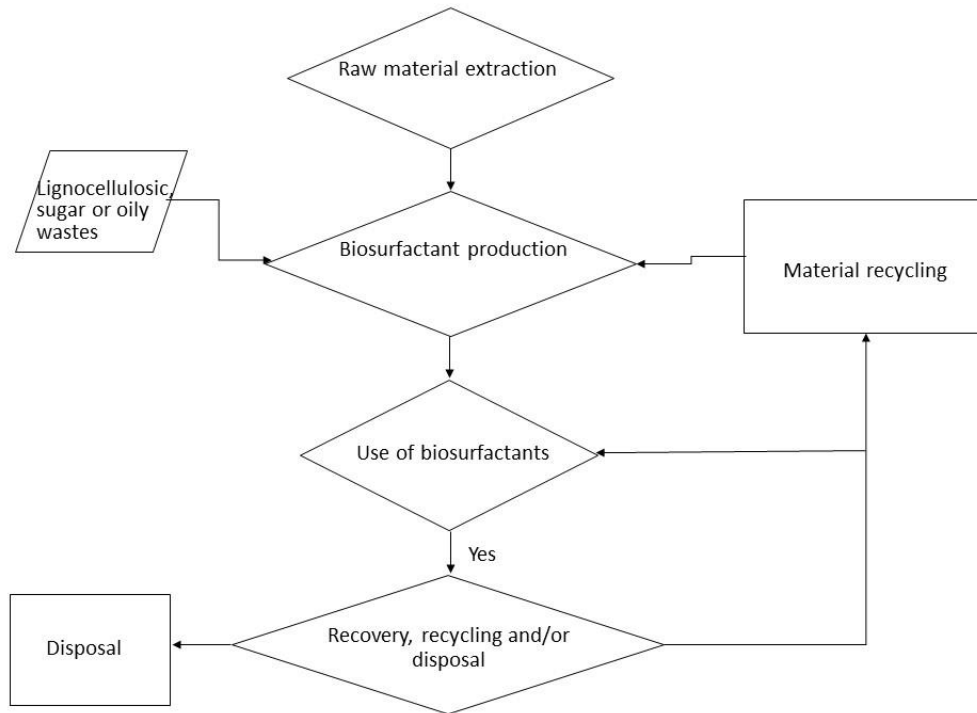 Raw material extraction
Lignocellulosic,
sugar or oily
wastes
Biosurfactant production
Material recycling
Use of biosurfactants
Yes
Disposal
Recovery, recycling and/or
disposal